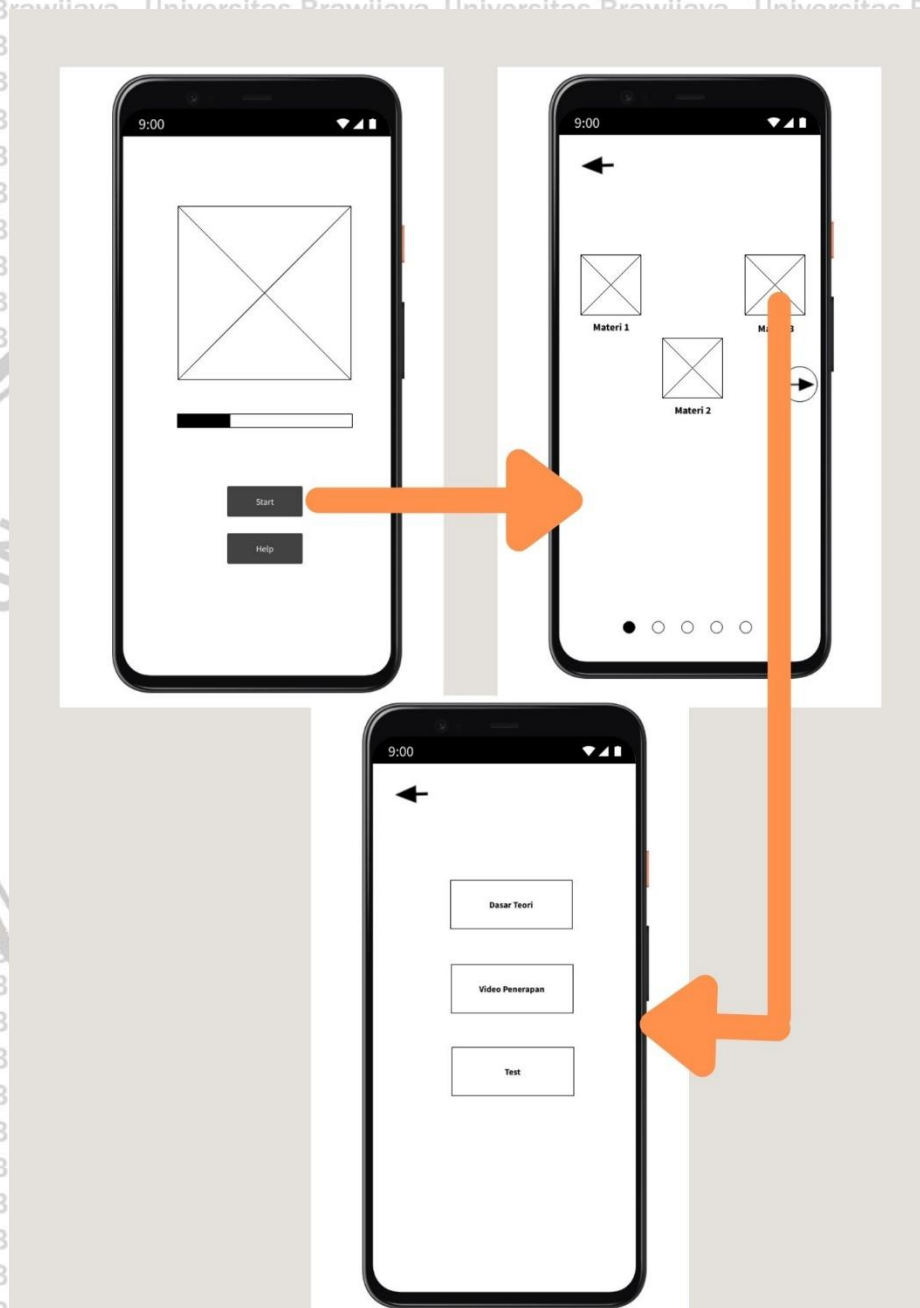 Brawijaya Universitas Brawijaya Universitas Brawijaya Universitas B
9:00
Start
Help
9:00
Materi 1
Materi 2
9:00
Dasar Teori
Video Penerapan
Test